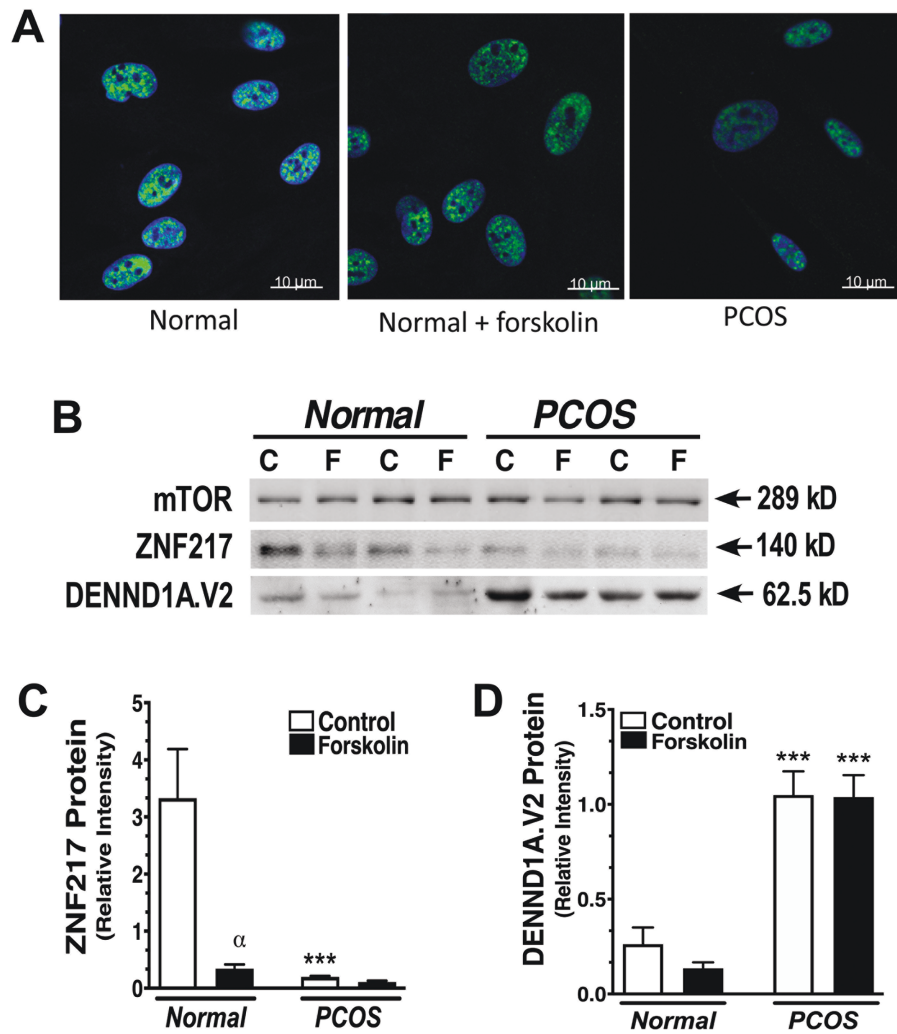 A
10 µm
10 µm
10 µm
Normal
Normal + forskolin
PCOS
B
Normal
PCOS
C F C F C F C F
mTOR
289 kD
ZNF217
140 kD
DENND1A.V2
62.5 kD
C
ZNF217 Protein
(Relative Intensity)
5
4
3
2
1
0
Control
Forskolin
α
***
Normal
PCOS
D
DENND1A.V2 Protein
(Relative Intensity)
1.5
1.0
0.5
0.0
Control
Forskolin
***
***
Normal
PCOS